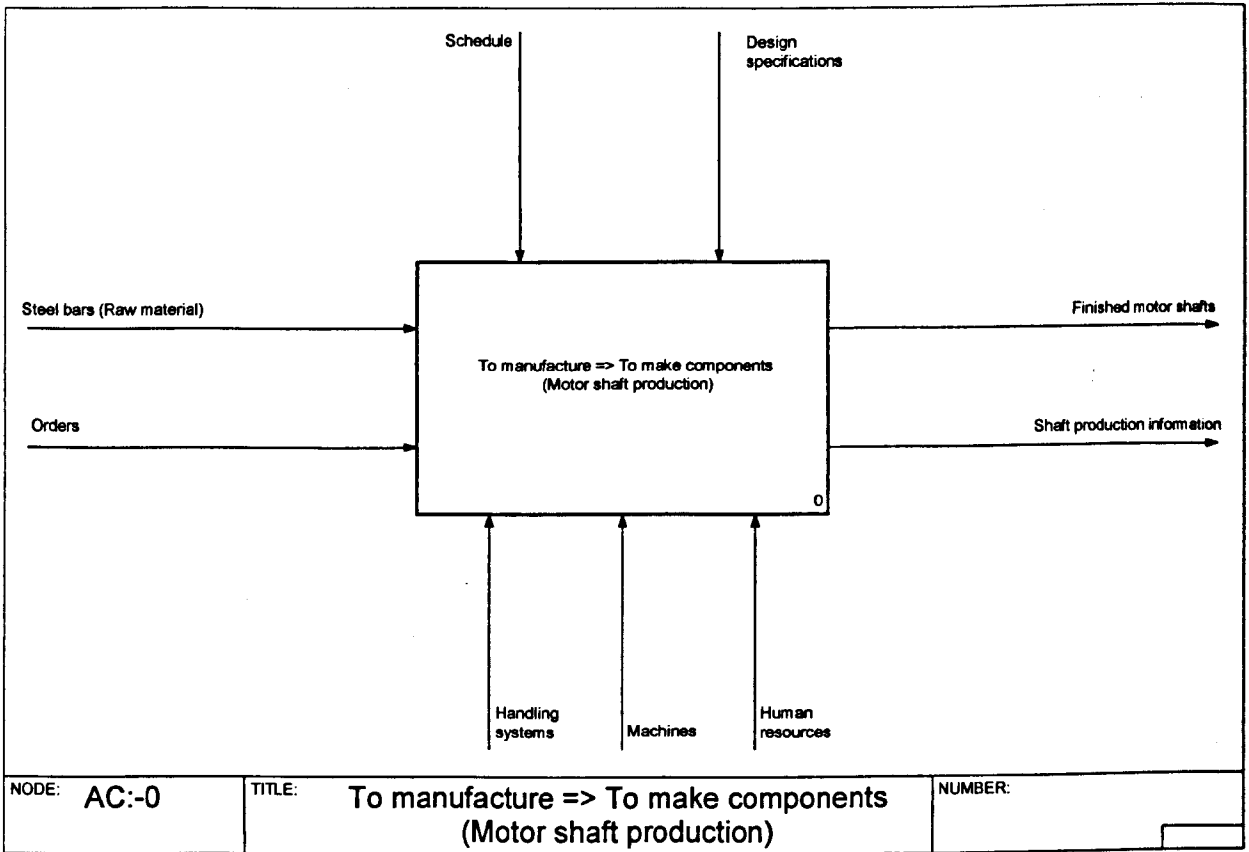 Schedule
Design
specifications
Steel bars (Raw material)
Finished motor shafts
To manufacture => To make components
(Motor shaft production)
Orders
Shaft production information
0
Handling
systems
Machines
Human
resources
NODE: AC:-0
TITLE: To manufacture => To make components
(Motor shaft production)
NUMBER: